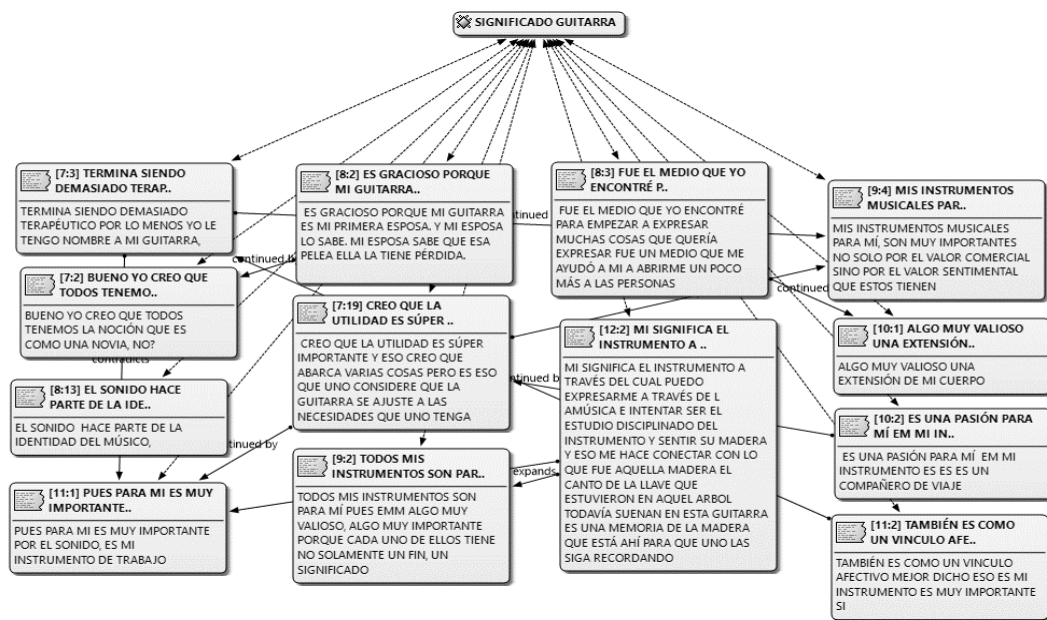 SIGNIFICADO GUITARRA
[7:3] TERMINA SIENDO
DEMASIADO TERAP..
TERMINA SIENDO DEMASIADO
TERAPÉUTICO POR LO MENOS YO LE
TENGO NOMBRE A MI GUITARRA,
[8:2] ES GRACIOSO PORQUE
MI GUITARRA..
ES GRACIOSO PORQUE MI GUITARRA
ES MI PRIMERA ESPOSA. Y MI ESPOSA
LO SABE. MI ESPOSA SABE QUE ESA
PELEA ELLA LA TIENE PÉRDIDA.
[8:3] FUE EL MEDIO QUE YO
ENCONTRÉ P..
FUE EL MEDIO QUE YO ENCONTRÉ
PARA EMPEZAR A EXPRESAR
MUCHAS COSAS QUE QUERÍA
EXPRESAR FUE UN MEDIO QUE ME
AYUDÓ A MI A ABRIRME UN POCO
MÁS A LAS PERSONAS
[9:4] MIS INSTRUMENTOS
MUSICALES PAR..
MIS INSTRUMENTOS MUSICALES
PARA MÍ, SON MUY IMPORTANTES
NO SOLO POR EL VALOR COMERCIAL
SINO POR EL VALOR SENTIMENTAL
QUE ESTOS TIENEN
continued
continued by
continued
[7:2] BUENO YO CREO QUE
TODOS TENEMO..
BUENO YO CREO QUE TODOS
TENEMOS LA NOCIÓN QUE ES
COMO UNA NOVIA, NO?
contradicts
[7:19] CREO QUE LA
UTILIDAD ES SÚPER ..
CREO QUE LA UTILIDAD ES SÚPER
IMPORTANTE Y ESO CREO QUE
ABARCA VARIAS COSAS PERO ES ESO
QUE UNO CONSIDERE QUE LA
GUITARRA SE AJUSTE A LAS
NECESIDADES QUE UNO TENGA
[12:2] MI SIGNIFICA EL
INSTRUMENTO A ..
MI SIGNIFICA EL INSTRUMENTO A
TRAVÉS DEL CUAL PUEDO
EXPRESARME A TRAVÉS DE L
AMÚSICA E INTENTAR SER EL
ESTUDIO DISCIPLINADO DEL
INSTRUMENTO Y SENTIR SU MADERA
Y ESO ME HACE CONECTAR CON LO
QUE FUE AQUELLA MADERA EL
CANTO DE LA LLAVE QUE
ESTUVIERON EN AQUEL ARBOL
TODAVÍA SUENAN EN ESTA GUITARRA
ES UNA MEMORIA DE LA MADERA
QUE ESTÁ AHÍ PARA QUE UNO LAS
SIGA RECORDANDO
[10:1] ALGO MUY VALIOSO
UNA EXTENSIÓN..
ALGO MUY VALIOSO UNA
EXTENSIÓN DE MI CUERPO
continued by
[8:13] EL SONIDO HACE
PARTE DE LA IDE..
EL SONIDO HACE PARTE DE LA
IDENTIDAD DEL MÚSICO,
tinued by
[10:2] ES UNA PASIÓN PARA
MÍ EM MI IN..
ES UNA PASIÓN PARA MÍ EM MI
INSTRUMENTO ES ES ES UN
COMPAÑERO DE VIAJE
[9:2] TODOS MIS
INSTRUMENTOS SON PAR..
TODOS MIS INSTRUMENTOS SON
PARA MÍ PUES EMM ALGO MUY
VALIOSO, ALGO MUY IMPORTANTE
PORQUE CADA UNO DE ELLOS TIENE
NO SOLAMENTE UN FIN, UN
SIGNIFICADO
expands
[11:1] PUES PARA MI ES MUY
IMPORTANTE..
PUES PARA MI ES MUY IMPORTANTE
POR EL SONIDO, ES MI
INSTRUMENTO DE TRABAJO
[11:2] TAMBIÉN ES COMO
UN VINCULO AFE..
TAMBIÉN ES COMO UN VINCULO
AFECTIVO MEJOR DICHO ESO ES MI
INSTRUMENTO ES MUY IMPORTANTE
SI